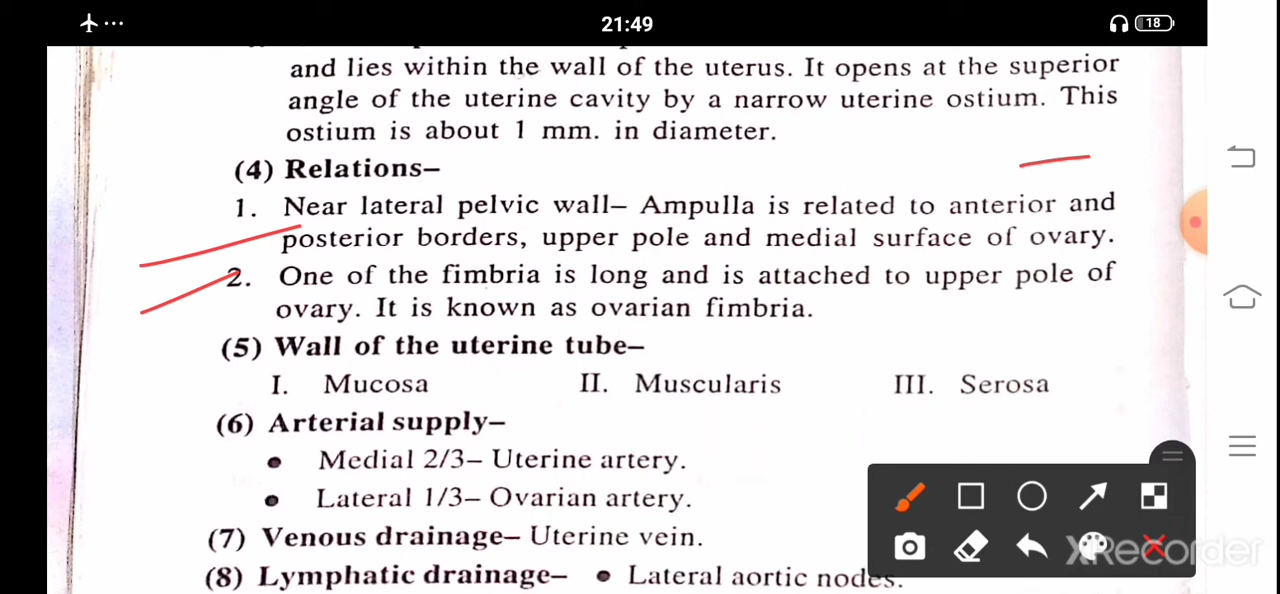 21:49
18
and lies within the wall of the uterus. It opens at the superior
angle of the uterine cavity by a narrow uterine ostium. This
ostium is about 1 mm. in diameter.
(4) Relations–
1. Near lateral pelvic wall– Ampulla is related to anterior and
posterior borders, upper pole and medial surface of ovary.
2. One of the fimbria is long and is attached to upper pole of
ovary. It is known as ovarian fimbria.
(5) Wall of the uterine tube–
I. Mucosa II. Muscularis III. Serosa
(6) Arterial supply–
• Medial 2/3– Uterine artery.
• Lateral 1/3– Ovarian artery.
(7) Venous drainage– Uterine vein.
XRecorder
(8) Lymphatic drainage– • Lateral aortic nodes.